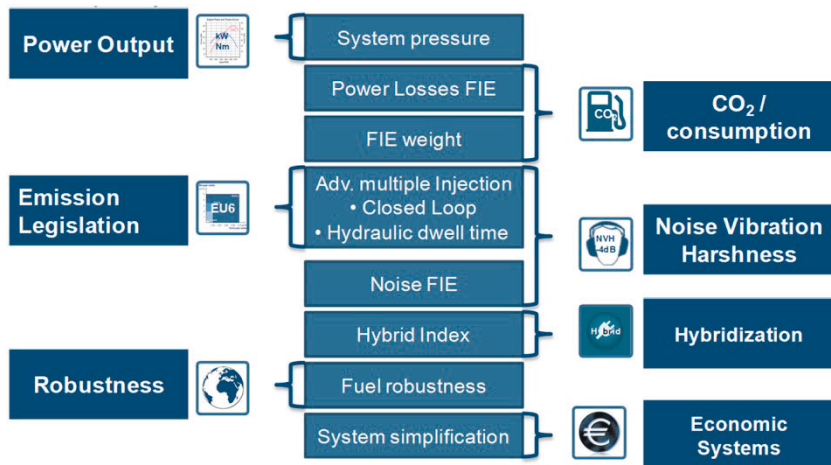 Power Output
kW
Nm
System pressure
Power Losses FIE
FIE weight
CO₂
CO₂ /
consumption
Emission
Legislation
EU6
Adv. multiple Injection
• Closed Loop
• Hydraulic dwell time
NVH
-4dB
Noise Vibration
Harshness
Noise FIE
Hybrid Index
Hybrid
Hybridization
Robustness
Fuel robustness
System simplification
€
Economic
Systems